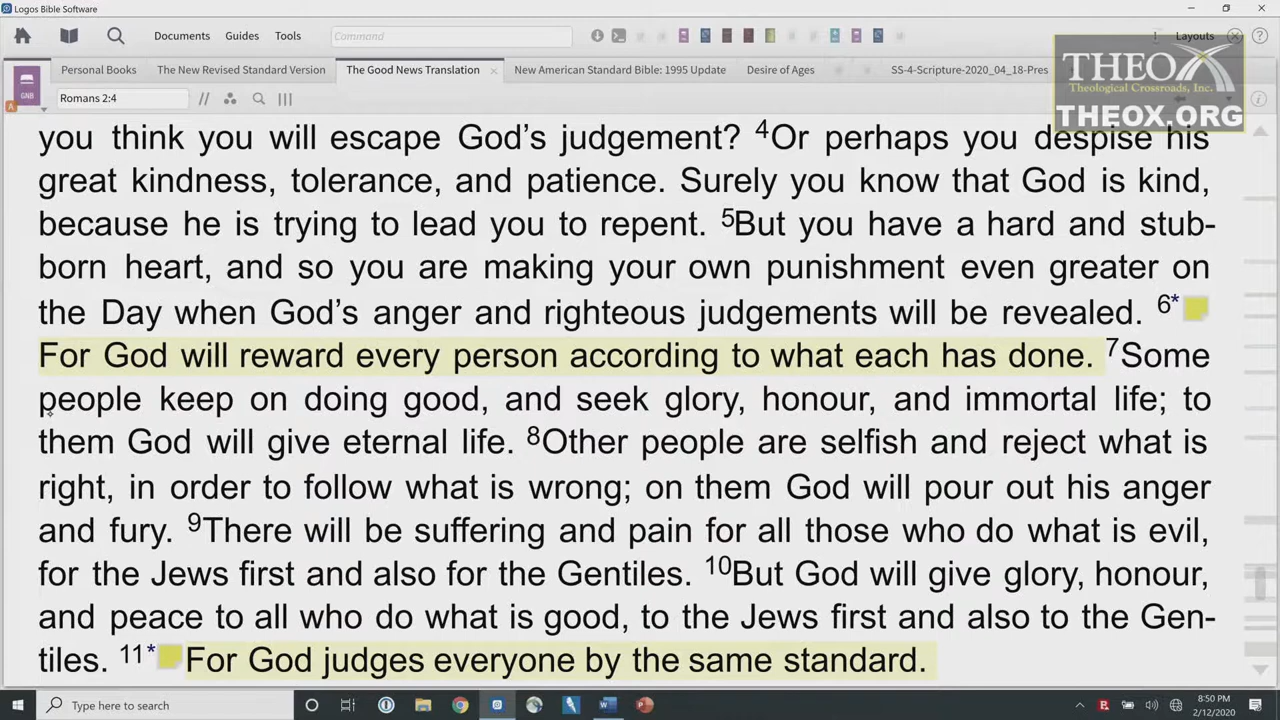 Logos Bible Software
Documents Guides Tools Command Layouts
Personal Books The New Revised Standard Version The Good News Translation New American Standard Bible: 1995 Update Desire of Ages SS-4-Scripture-2020_04_18-Pres
THEOX
Theological Crossroads, Inc.
THEOX.ORG
GNB
A
Romans 2:4
you think you will escape God's judgement? 4Or perhaps you despise his
great kindness, tolerance, and patience. Surely you know that God is kind,
because he is trying to lead you to repent. 5But you have a hard and stub-
born heart, and so you are making your own punishment even greater on
the Day when God's anger and righteous judgements will be revealed. 6*
For God will reward every person according to what each has done. 7Some
people keep on doing good, and seek glory, honour, and immortal life; to
them God will give eternal life. 8Other people are selfish and reject what is
right, in order to follow what is wrong; on them God will pour out his anger
and fury. 9There will be suffering and pain for all those who do what is evil,
for the Jews first and also for the Gentiles. 10But God will give glory, honour,
and peace to all who do what is good, to the Jews first and also to the Gen-
tiles. 11* For God judges everyone by the same standard.
Type here to search
8:50 PM
2/12/2020